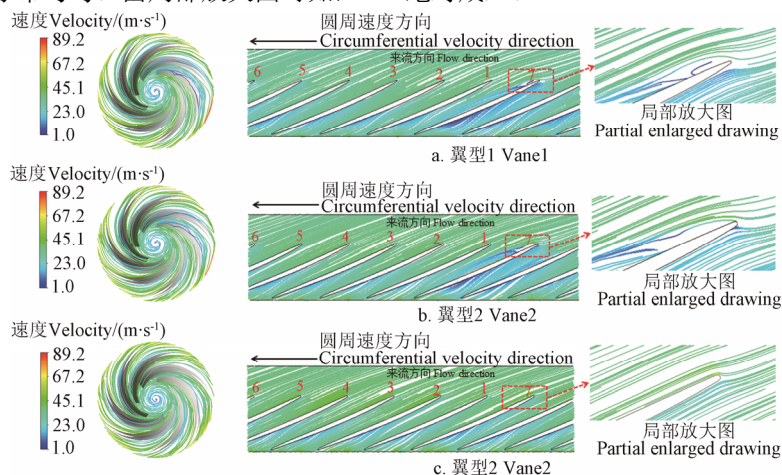 速度Velocity/(m·s-1)
89.2
67.2
45.1
23.0
1.0
圆周速度方向
Circumferential velocity direction
来流方向 Flow direction
6 5 4 3 2 1 7
局部放大图
Partial enlarged drawing
a. 翼型1 Vane1
速度Velocity/(m·s-1)
89.2
67.2
45.1
23.0
1.0
圆周速度方向
Circumferential velocity direction
来流方向 Flow direction
6 5 4 3 2 1 7
局部放大图
Partial enlarged drawing
b. 翼型2 Vane2
速度Velocity/(m·s-1)
89.2
67.2
45.1
23.0
1.0
圆周速度方向
Circumferential velocity direction
来流方向 Flow direction
6 5 4 3 2 1 7
局部放大图
Partial enlarged drawing
c. 翼型2 Vane2